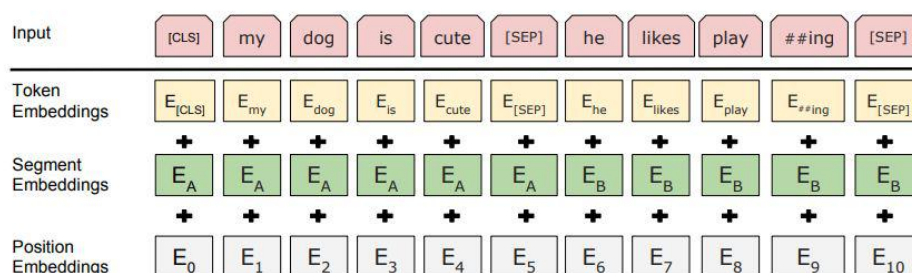 Input [CLS] my dog is cute [SEP] he likes play ##ing [SEP]
Token Embeddings E[CLS] Emy Edog Eis Ecute E[SEP] Ehe Elikes Eplay E##ing E[SEP]
+ + + + + + + + + + +
Segment Embeddings EA EA EA EA EA EA EB EB EB EB EB
+ + + + + + + + + + +
Position Embeddings E0 E1 E2 E3 E4 E5 E6 E7 E8 E9 E10